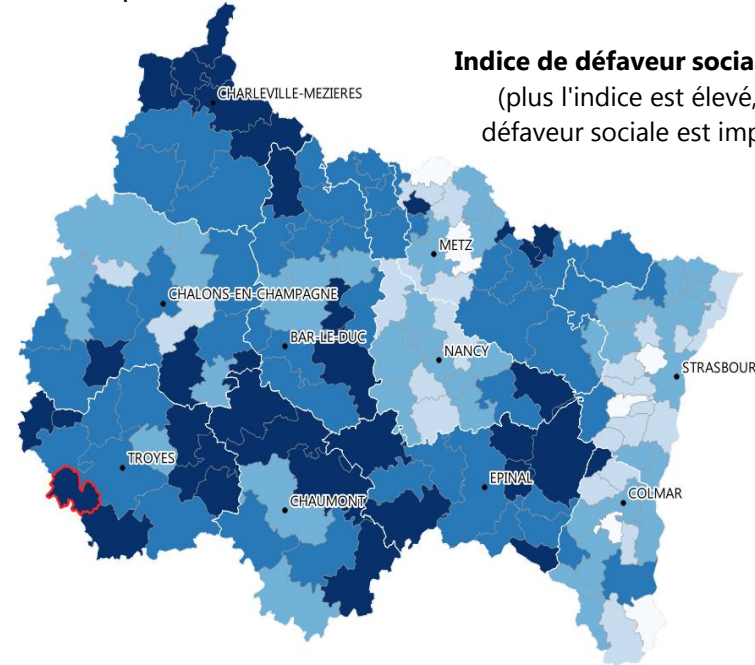 Indice de défaveur socia
(plus l'indice est élevé,
défaveur sociale est imp
CHARLEVILLE-MEZIERES
METZ
CHALONS-EN-CHAMPAGNE
BAR-LE-DUC
NANCY
STRASBOUR
TROYES
EPINAL
CHAUMONT
COLMAR